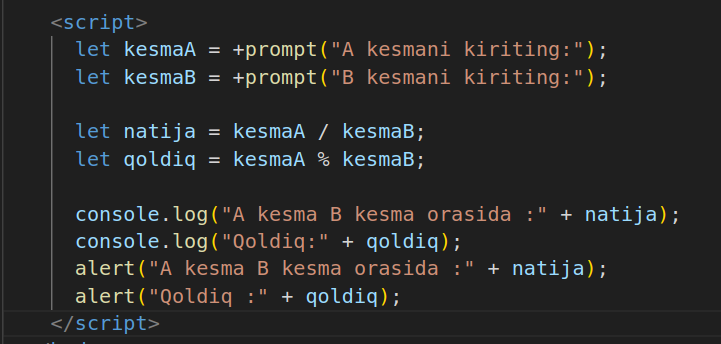 <script>
let kesmaA = +prompt("A kesmani kiriting:");
let kesmaB = +prompt("B kesmani kiriting:");
let natija = kesmaA / kesmaB;
let qoldiq = kesmaA % kesmaB;
console.log("A kesma B kesma orasida :" + natija);
console.log("Qoldiq:" + qoldiq);
alert("A kesma B kesma orasida :" + natija);
alert("Qoldiq :" + qoldiq);
</script>